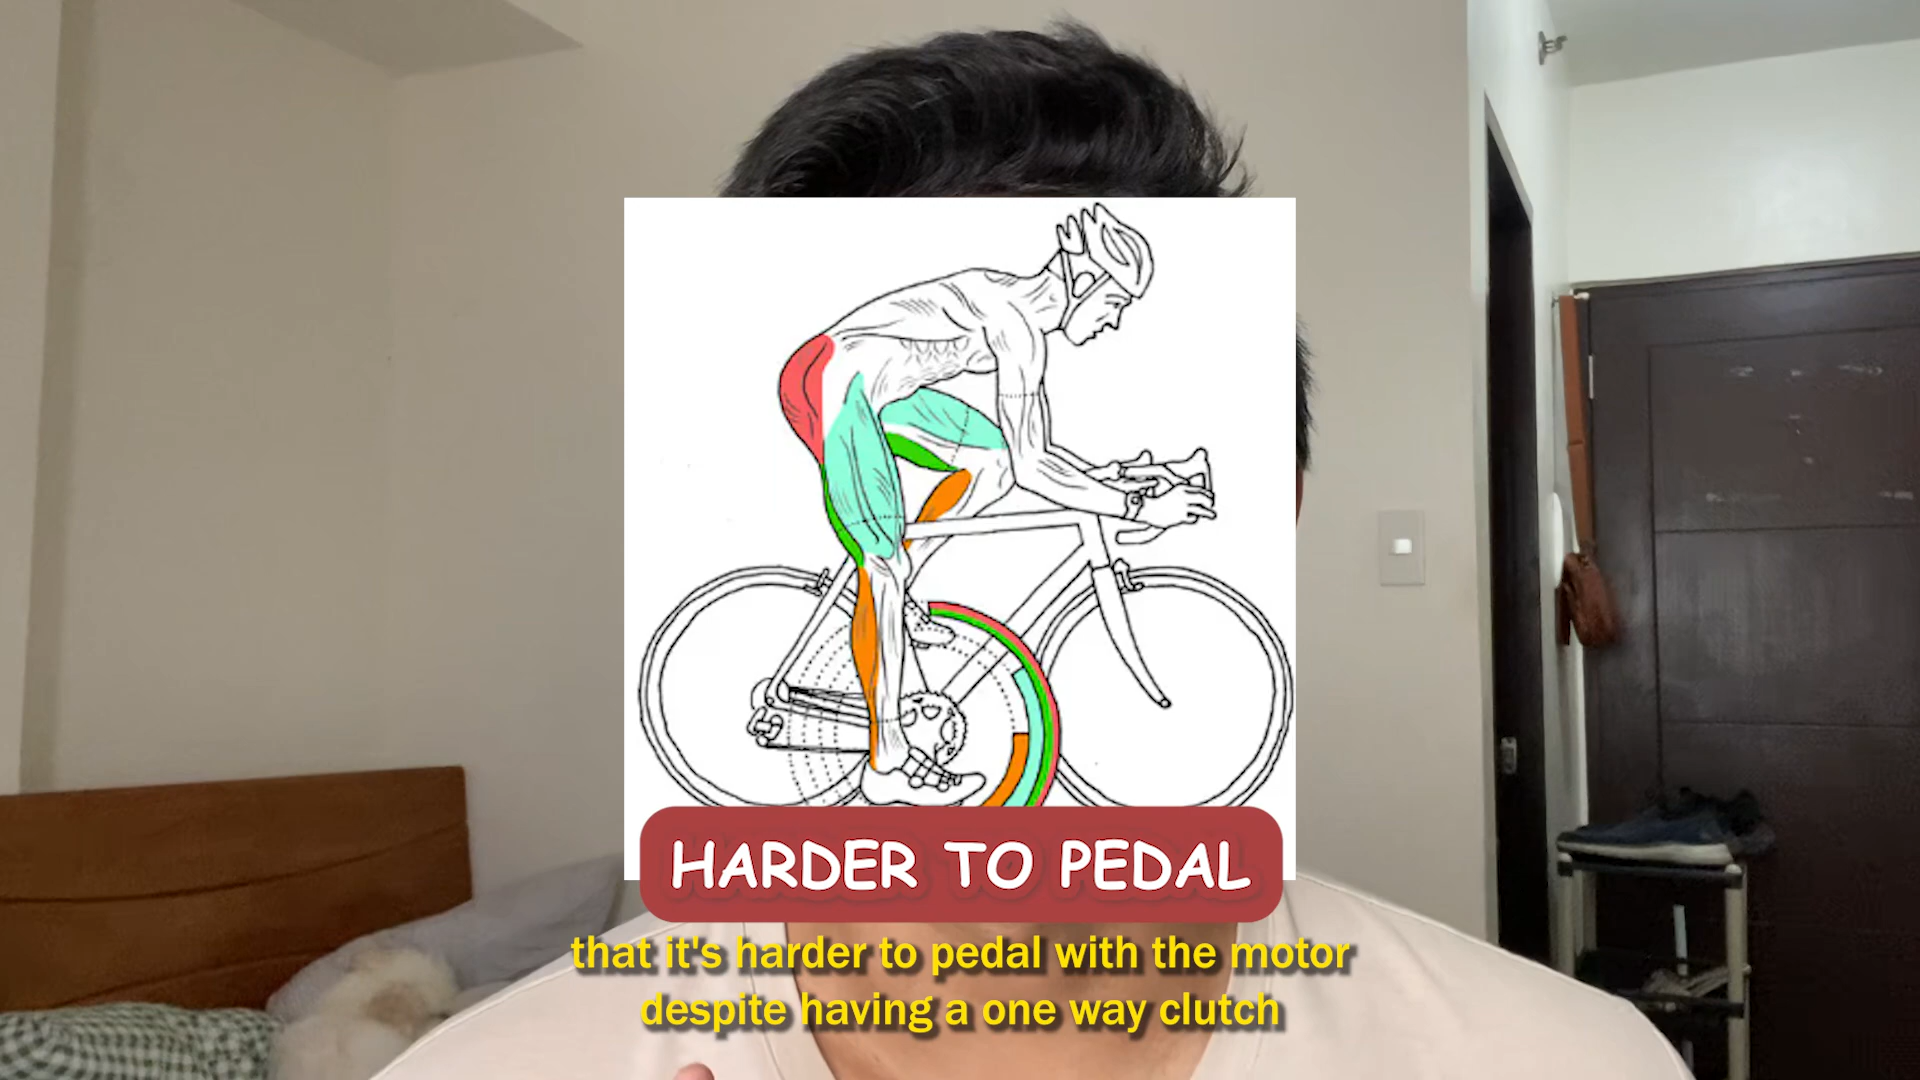 HARDER TO PEDAL
that it's harder to pedal with the motor
despite having a one way clutch